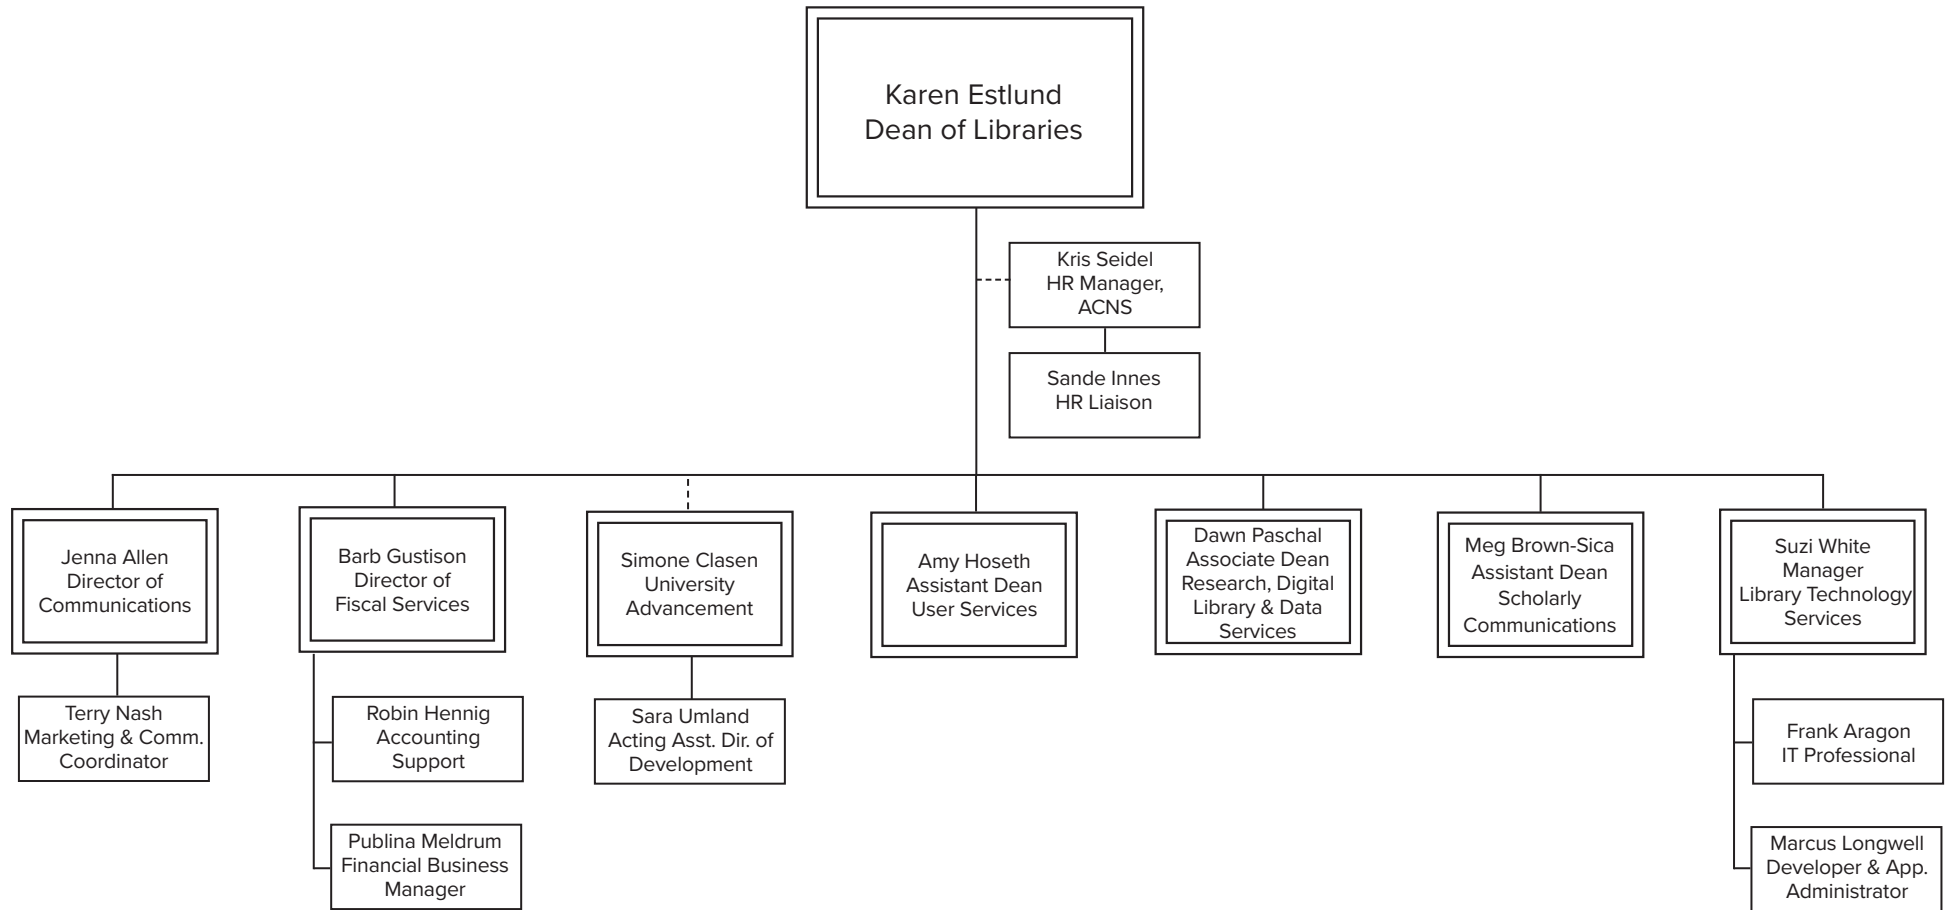 Karen Estlund
Dean of Libraries
Kris Seidel
HR Manager,
ACNS
Sande Innes
HR Liaison
Jenna Allen
Director of
Communications
Barb Gustison
Director of
Fiscal Services
Simone Clasen
University
Advancement
Amy Hoseth
Assistant Dean
User Services
Dawn Paschal
Associate Dean
Research, Digital
Library & Data
Services
Meg Brown-Sica
Assistant Dean
Scholarly
Communications
Suzi White
Manager
Library Technology
Services
Terry Nash
Marketing & Comm.
Coordinator
Robin Hennig
Accounting
Support
Sara Umland
Acting Asst. Dir. of
Development
Frank Aragon
IT Professional
Publina Meldrum
Financial Business
Manager
Marcus Longwell
Developer & App.
Administrator